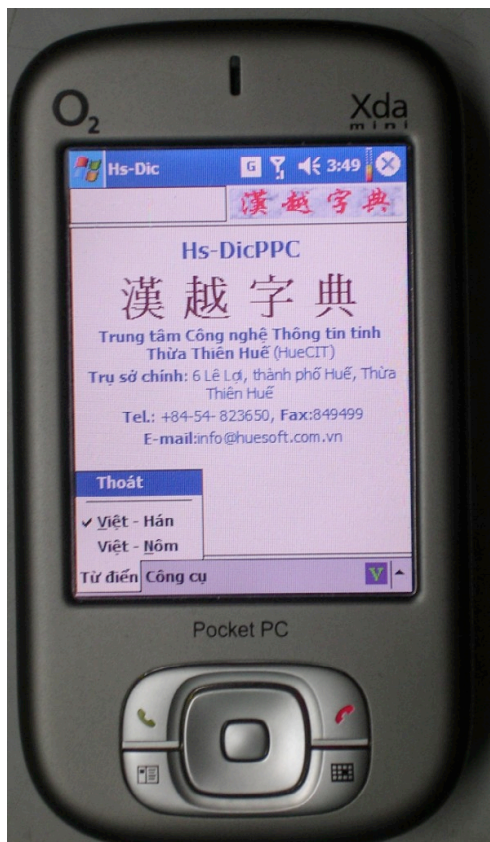 O2
Xda
mini
Hs-Dic G 3:49
漢越字典
Hs-DicPPC
漢越字典
Trung tâm Công nghệ Thông tin tỉnh
Thừa Thiên Huế (HueCIT)
Trụ sở chính: 6 Lê Lợi, thành phố Huế, Thừa
Thiên Huế
Tel.: +84-54- 823650, Fax:849499
E-mail:info@huesoft.com.vn
Thoát
Việt - Hán
Việt - Nôm
Từ điển Công cụ V
Pocket PC